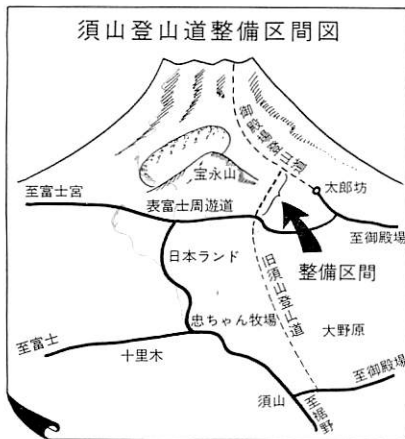 須山登山道整備区間図
御殿場登山道
宝永山
太郎坊
至富士宮
表富士周遊道
至御殿場
整備区間
日本ランド
旧須山登山道
忠ちゃん牧場
大野原
至富士
十里木
至御殿場
須山
至裾野